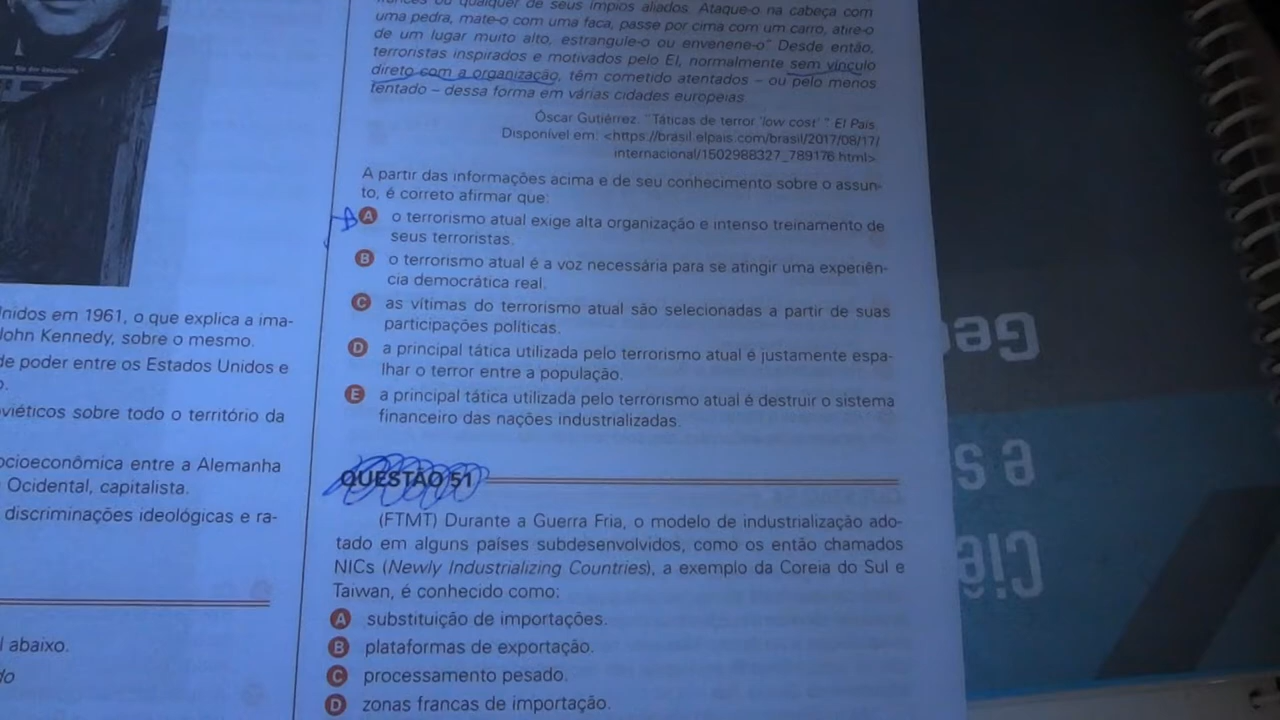 Unidos em 1961, o que explica a ima-
John Kennedy, sobre o mesmo.
de poder entre os Estados Unidos e
o.
viéticos sobre todo o território da
ocioeconômica entre a Alemanha
Ocidental, capitalista.
discriminações ideológicas e ra-
l abaixo.
do
francês ou qualquer de seus ímpios aliados. Ataque-o na cabeça com
uma pedra, mate-o com uma faca, passe por cima com um carro, atire-o
de um lugar muito alto, estrangule-o ou envenene-o" Desde então,
terroristas inspirados e motivados pelo EI, normalmente sem vínculo
direto com a organização, têm cometido atentados – ou pelo menos
tentado – dessa forma em várias cidades europeias.
Óscar Gutiérrez. "Táticas de terror 'low cost' " El País.
Disponível em: <https://brasil.elpais.com/brasil/2017/08/17/
internacional/1502988327_789176.html>
A partir das informações acima e de seu conhecimento sobre o assun-
to, é correto afirmar que:
A o terrorismo atual exige alta organização e intenso treinamento de
seus terroristas.
B o terrorismo atual é a voz necessária para se atingir uma experiên-
cia democrática real.
C as vítimas do terrorismo atual são selecionadas a partir de suas
participações políticas.
D a principal tática utilizada pelo terrorismo atual é justamente espa-
lhar o terror entre a população.
E a principal tática utilizada pelo terrorismo atual é destruir o sistema
financeiro das nações industrializadas.
QUESTÃO 51
(FTMT) Durante a Guerra Fria, o modelo de industrialização ado-
tado em alguns países subdesenvolvidos, como os então chamados
NICs (Newly Industrializing Countries), a exemplo da Coreia do Sul e
Taiwan, é conhecido como:
A substituição de importações.
B plataformas de exportação.
C processamento pesado.
D zonas francas de importação.
Geo
e s
Ciê